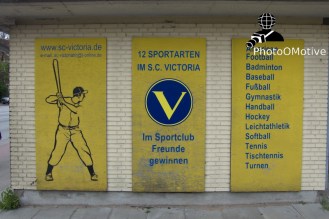 www.sc-victoria.de
12 SPORTARTEN
IM S.C. VICTORIA
V
Im Sportclub
Freunde
gewinnen
PhotoOMotive
Football
Badminton
Baseball
Fußball
Gymnastik
Handball
Hockey
Leichtathletik
Softball
Tennis
Tischtennis
Turnen